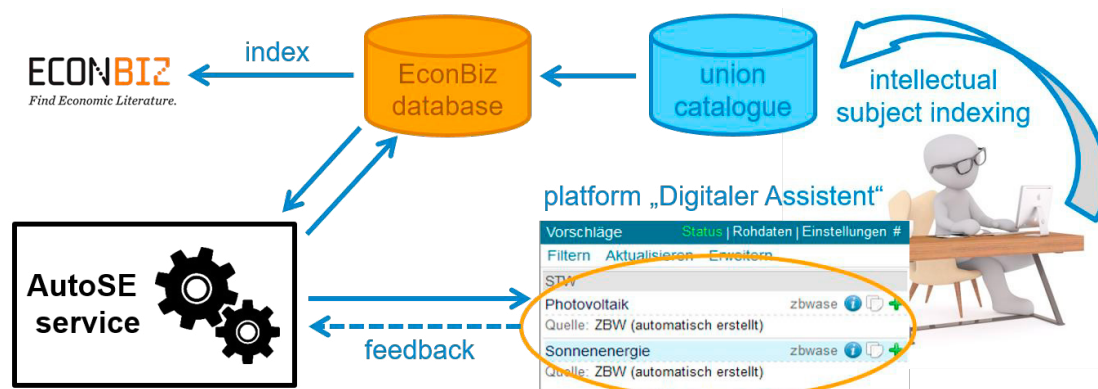 ECONBIZ
Find Economic Literature.
index
EconBiz
database
union
catalogue
intellectual
subject indexing
platform „Digitaler Assistent“
Vorschläge Status | Rohdaten | Einstellungen #
Filtern Aktualisieren Erweitern
STW
Photovoltaik zbwase
Quelle: ZBW (automatisch erstellt)
Sonnenenergie zbwase
Quelle: ZBW (automatisch erstellt)
AutoSE
service
feedback